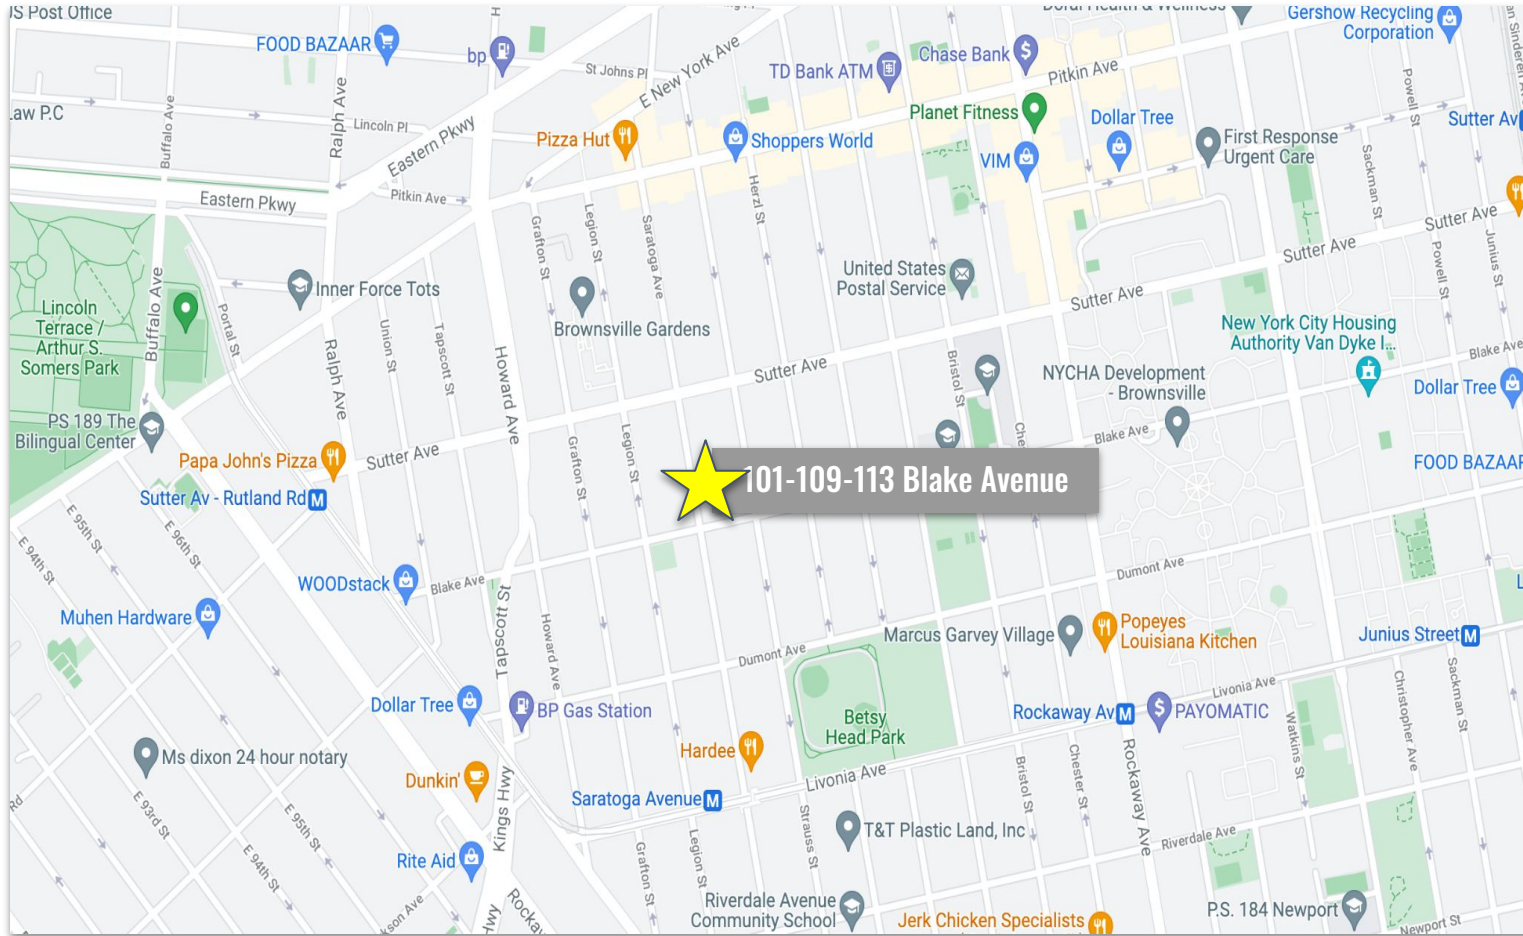 US Post Office
FOOD BAZAAR
bp
St Johns Pl
E New York Ave
TD Bank ATM
Chase Bank
Pitkin Ave
Gershow Recycling
Corporation
Law P.C
Buffalo Ave
Ralph Ave
Lincoln Pl
Eastern Pkwy
Pizza Hut
Shoppers World
Planet Fitness
VIM
Dollar Tree
First Response
Urgent Care
Powell St
Sutter Av
Sackman St
Eastern Pkwy
Pitkin Ave
Grafton St
Legion St
Saratoga Ave
Herzl St
Sutter Ave
Sutter Ave
Powell St
Junius St
Lincoln
Terrace /
Arthur S.
Somers Park
Buffalo Ave
Portal St
Inner Force Tots
Brownsville Gardens
United States
Postal Service
Sutter Ave
New York City Housing
Authority Van Dyke I...
Blake Ave
Dollar Tree
Ralph Ave
Union St
Tapscott St
Howard Ave
Sutter Ave
Bristol St
NYCHA Development
- Brownsville
PS 189 The
Bilingual Center
Papa John's Pizza
Sutter Ave
Sutter Av - Rutland Rd
M
Grafton St
Legion St
Che
Blake Ave
FOOD BAZAAR
101-109-113 Blake Avenue
E 94th St
E 95th St
E 96th St
WOODstack
Blake Ave
Tapscott St
Howard Ave
Dumont Ave
Muhen Hardware
Marcus Garvey Village
Popeyes
Louisiana Kitchen
Junius Street
M
Dumont Ave
Dollar Tree
BP Gas Station
Betsy
Head Park
Rockaway Av
M
PAYOMATIC
Livonia Ave
Christopher Ave
Sackman St
Watkins St
Ms dixon 24 hour notary
Dunkin'
Hardee
Saratoga Avenue
M
Livonia Ave
Bristol St
Chester St
Rockaway Ave
Rd
E 93rd St
E 94th St
E 95th St
Kings Hwy
Rite Aid
Grafton St
Legion St
Strauss St
T&T Plastic Land, Inc
Riverdale Ave
Riverdale Avenue
Community School
Jerk Chicken Specialists
P.S. 184 Newport
Newport St
kson Ave
Hwy
Rockaw